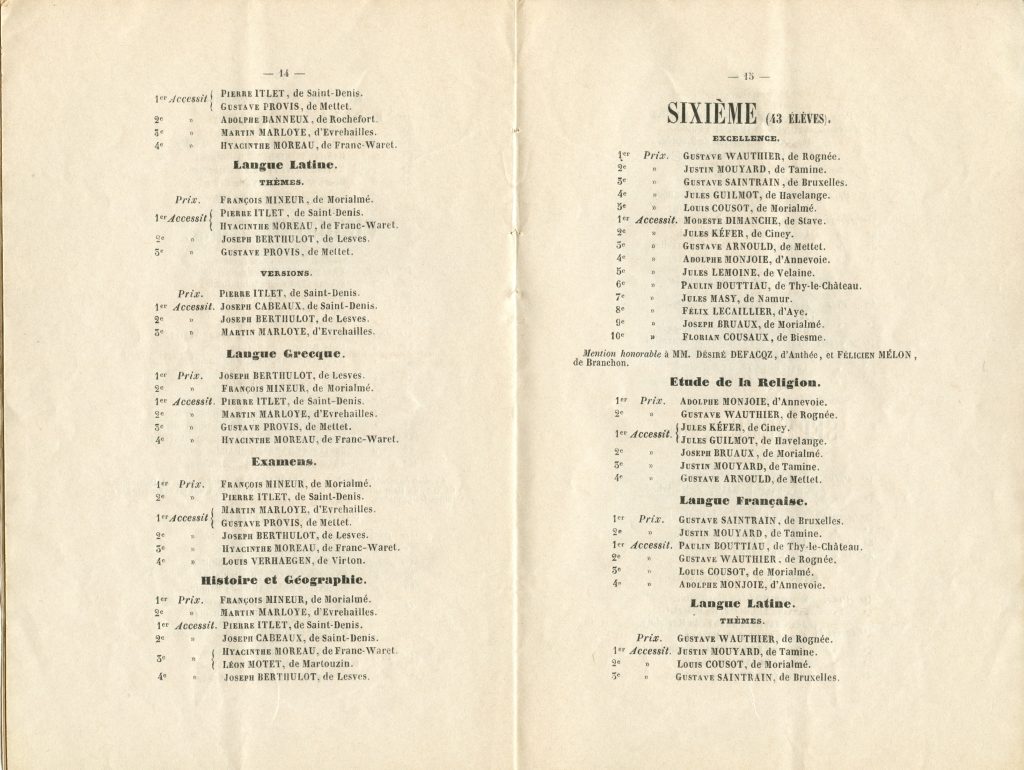 — 14 —
1er Accessit { PIERRE ITLET, de Saint-Denis.
GUSTAVE PROVIS, de Mettet.
2e » ADOLPHE BANNEUX, de Rochefort.
3e » MARTIN MARLOYE, d'Evrehailles.
4e » HYACINTHE MOREAU, de Franc-Waret.
Langue Latine.
THÈMES.
Prix. FRANÇOIS MINEUR, de Morialmé.
1er Accessit { PIERRE ITLET, de Saint-Denis.
HYACINTHE MOREAU, de Franc-Waret.
2e » JOSEPH BERTHULOT, de Lesves.
3e » GUSTAVE PROVIS, de Mettet.
VERSIONS.
Prix. PIERRE ITLET, de Saint-Denis.
1er Accessit. JOSEPH CABEAUX, de Saint-Denis.
2e » JOSEPH BERTHULOT, de Lesves.
3e » MARTIN MARLOYE, d'Evrehailles.
Langue Grecque.
1er Prix. JOSEPH BERTHULOT, de Lesves.
2e » FRANÇOIS MINEUR, de Morialmé.
1er Accessit. PIERRE ITLET, de Saint-Denis.
2e » MARTIN MARLOYE, d'Evrehailles.
3e » GUSTAVE PROVIS, de Mettet.
4e » HYACINTHE MOREAU, de Franc-Waret.
Examens.
1er Prix. FRANÇOIS MINEUR, de Morialmé.
2e » PIERRE ITLET, de Saint-Denis.
1er Accessit { MARTIN MARLOYE, d'Evrehailles.
GUSTAVE PROVIS, de Mettet.
2e » JOSEPH BERTHULOT, de Lesves.
3e » HYACINTHE MOREAU, de Franc-Waret.
4e » LOUIS VERHAEGEN, de Virton.
Histoire et Géographie.
1er Prix. FRANÇOIS MINEUR, de Morialmé.
2e » MARTIN MARLOYE, d'Evrehailles.
1er Accessit. PIERRE ITLET, de Saint-Denis.
2e » JOSEPH CABEAUX, de Saint-Denis.
3e » { HYACINTHE MOREAU, de Franc-Waret.
LÉON MOTET, de Martouzin.
4e » JOSEPH BERTHULOT, de Lesves.
— 15 —
SIXIÈME (43 ÉLÈVES).
EXCELLENCE.
1er Prix. GUSTAVE WAUTHIER, de Rognée.
2e » JUSTIN MOUYARD, de Tamine.
3e » GUSTAVE SAINTRAIN, de Bruxelles.
4e » JULES GUILMOT, de Havelange.
5e » LOUIS COUSOT, de Morialmé.
1er Accessit. MODESTE DIMANCHE, de Stave.
2e » JULES KÉFER, de Ciney.
3e » GUSTAVE ARNOULD, de Mettet.
4e » ADOLPHE MONJOIE, d'Annevoie.
5e » JULES LEMOINE, de Velaine.
6e » PAULIN BOUTTIAU, de Thy-le-Château.
7e » JULES MASY, de Namur.
8e » FÉLIX LECAILLIER, d'Aye.
9e » JOSEPH BRUAUX, de Morialmé.
10e » FLORIAN COUSAUX, de Biesme.
Mention honorable à MM. DÉSIRÉ DEFACQZ, d'Anthée, et FÉLICIEN MÉLON,
de Branchon.
Etude de la Religion.
1er Prix. ADOLPHE MONJOIE, d'Annevoie.
2e » GUSTAVE WAUTHIER, de Rognée.
1er Accessit. { JULES KÉFER, de Ciney.
JULES GUILMOT, de Havelange.
2e » JOSEPH BRUAUX, de Morialmé.
3e » JUSTIN MOUYARD, de Tamine.
4e » GUSTAVE ARNOULD, de Mettet.
Langue Française.
1er Prix. GUSTAVE SAINTRAIN, de Bruxelles.
2e » JUSTIN MOUYARD, de Tamine.
1er Accessit. PAULIN BOUTTIAU, de Thy-le-Château.
2e » GUSTAVE WAUTHIER, de Rognée.
3e » LOUIS COUSOT, de Morialmé.
4e » ADOLPHE MONJOIE, d'Annevoie.
Langue Latine.
THÈMES.
Prix. GUSTAVE WAUTHIER, de Rognée.
1er Accessit. JUSTIN MOUYARD, de Tamine.
2e » LOUIS COUSOT, de Morialmé.
3e » GUSTAVE SAINTRAIN, de Bruxelles.